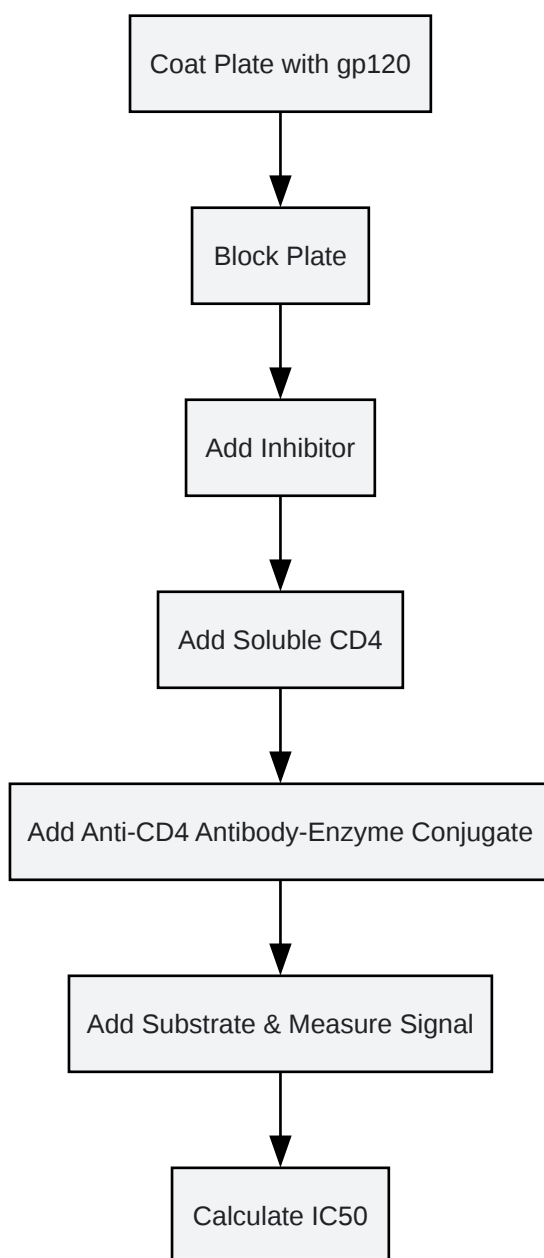 Coat Plate with gp120
Block Plate
Add Inhibitor
Add Soluble CD4
Add Anti-CD4 Antibody-Enzyme Conjugate
Add Substrate & Measure Signal
Calculate IC50